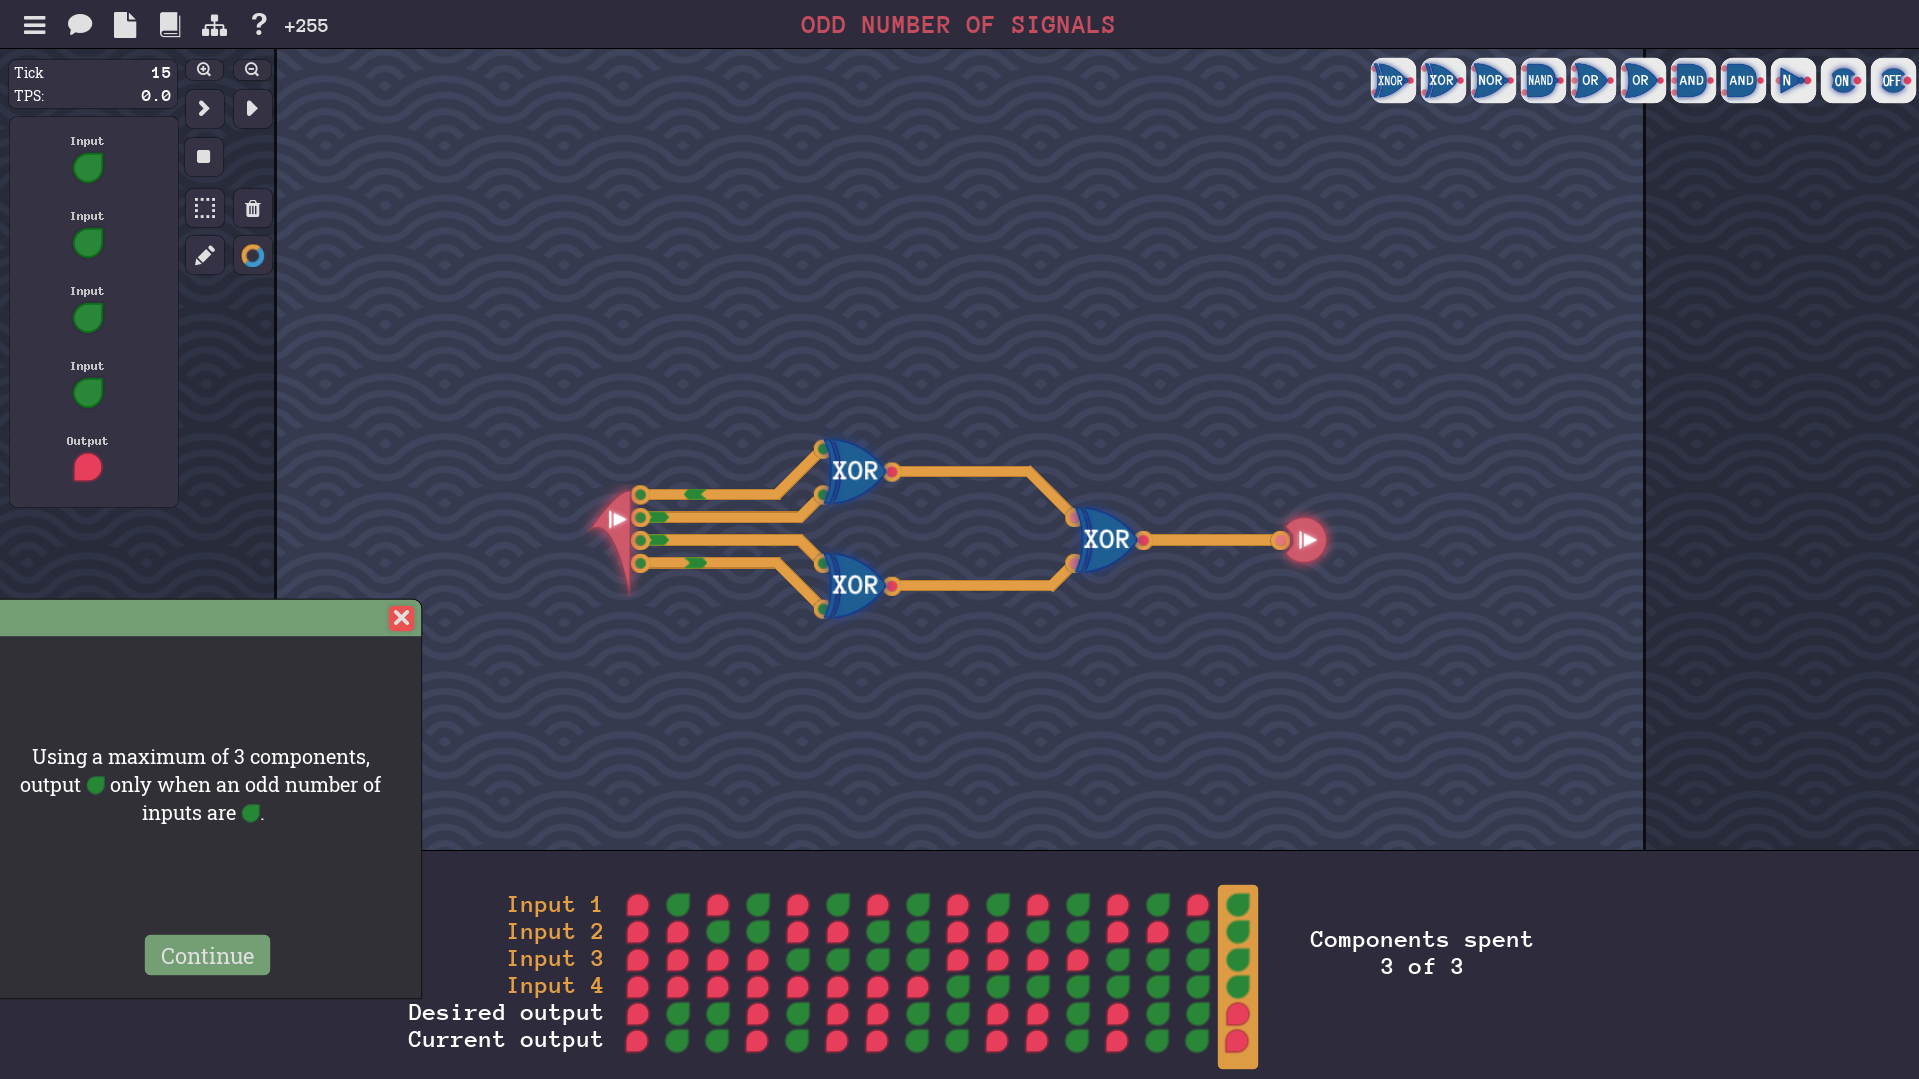 +255
ODD NUMBER OF SIGNALS
Tick 15
TPS: 0.0
XNOR XOR NOR NAND OR OR AND AND N ON OFF
Input
Input
Input
Input
Output
XOR
XOR
XOR
Using a maximum of 3 components,
output only when an odd number of
inputs are .
Continue
Input 1
Input 2
Input 3
Input 4
Desired output
Current output
Components spent
3 of 3